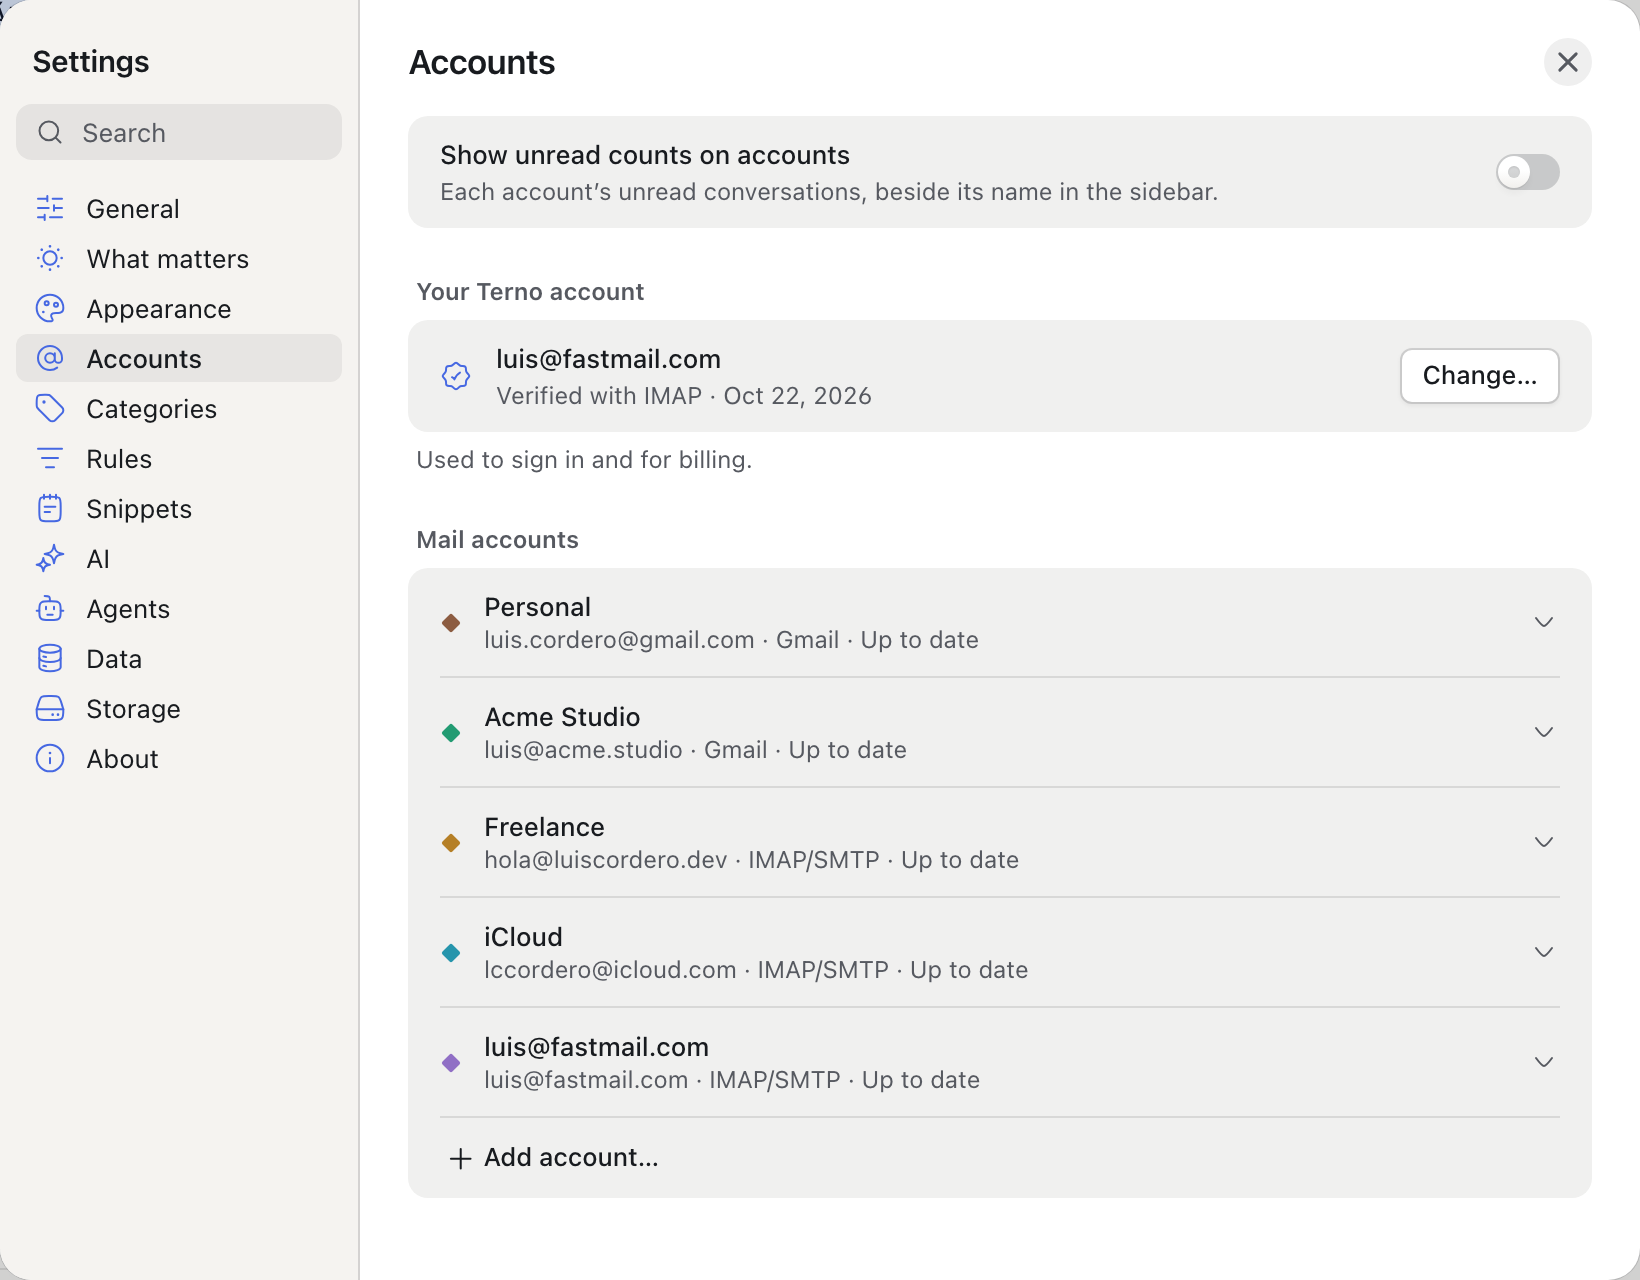 Settings
Search
General
What matters
Appearance
Accounts
Categories
Rules
Snippets
AI
Agents
Data
Storage
About
Accounts
Show unread counts on accounts
Each account’s unread conversations, beside its name in the sidebar.
Your Terno account
luis@fastmail.com
Verified with IMAP · Oct 22, 2026
Change…
Used to sign in and for billing.
Mail accounts
Personal
luis.cordero@gmail.com · Gmail · Up to date
Acme Studio
luis@acme.studio · Gmail · Up to date
Freelance
hola@luiscordero.dev · IMAP/SMTP · Up to date
iCloud
lccordero@icloud.com · IMAP/SMTP · Up to date
luis@fastmail.com
luis@fastmail.com · IMAP/SMTP · Up to date
Add account…